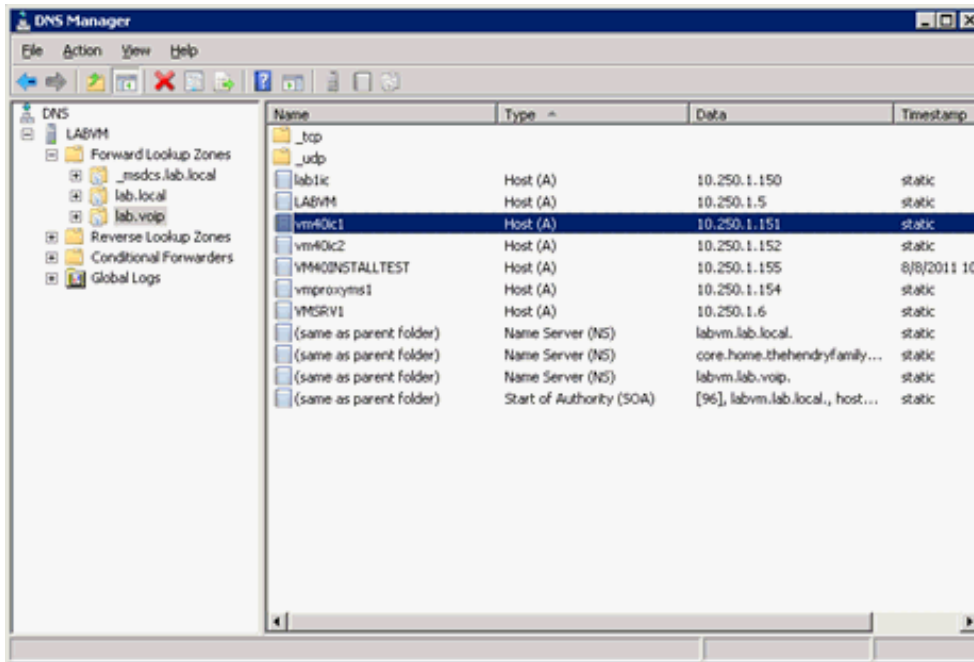 DNS Manager
File Action View Help
DNS
LABVM
Forward Lookup Zones
_msdcs.lab.local
lab.local
lab.voip
Reverse Lookup Zones
Conditional Forwarders
Global Logs
Name Type Data Timestamp
_tcp
_udp
lab1ic Host (A) 10.250.1.150 static
LABVM Host (A) 10.250.1.5 static
vm40ic1 Host (A) 10.250.1.151 static
vm40ic2 Host (A) 10.250.1.152 static
VM40INSTALLTEST Host (A) 10.250.1.155 8/8/2011 10
vmproxyms1 Host (A) 10.250.1.154 static
VMSRV1 Host (A) 10.250.1.6 static
(same as parent folder) Name Server (NS) labvm.lab.local. static
(same as parent folder) Name Server (NS) core.home.thehendryfamily... static
(same as parent folder) Name Server (NS) labvm.lab.voip. static
(same as parent folder) Start of Authority (SOA) [96], labvm.lab.local., host... static